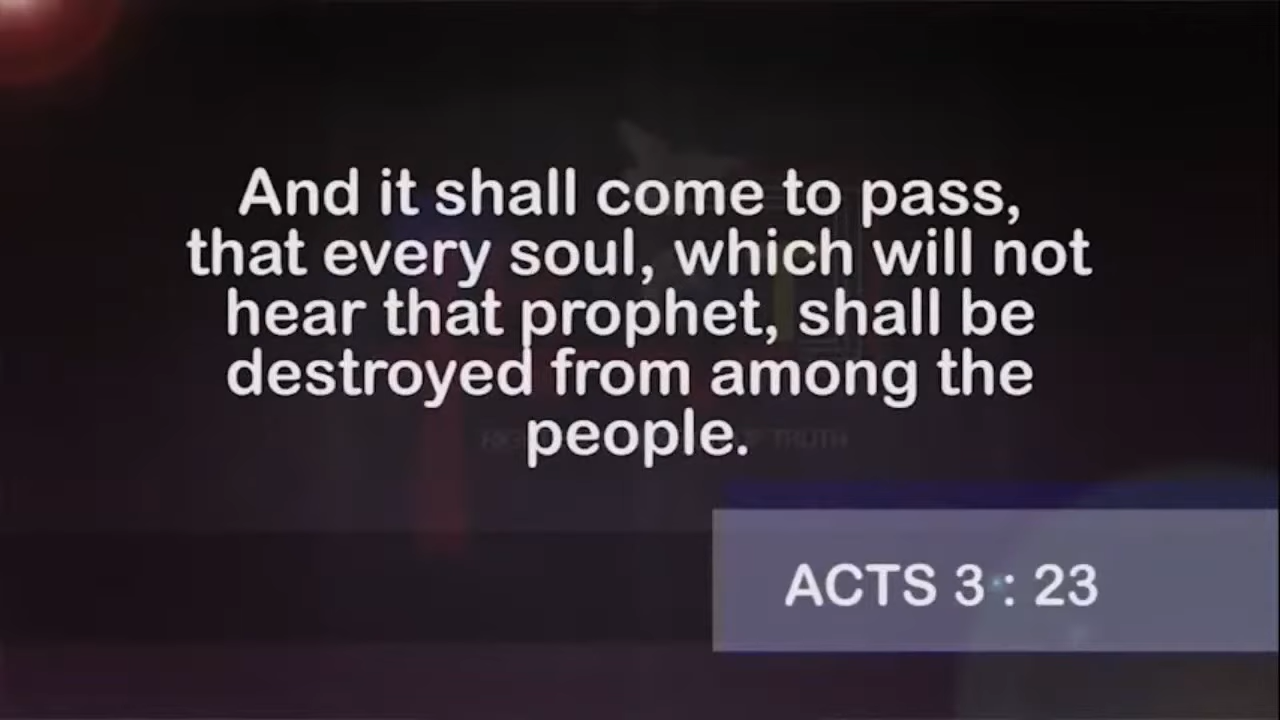 And it shall come to pass,
that every soul, which will not
hear that prophet, shall be
destroyed from among the
people.
TRUTH
ACTS 3 : 23